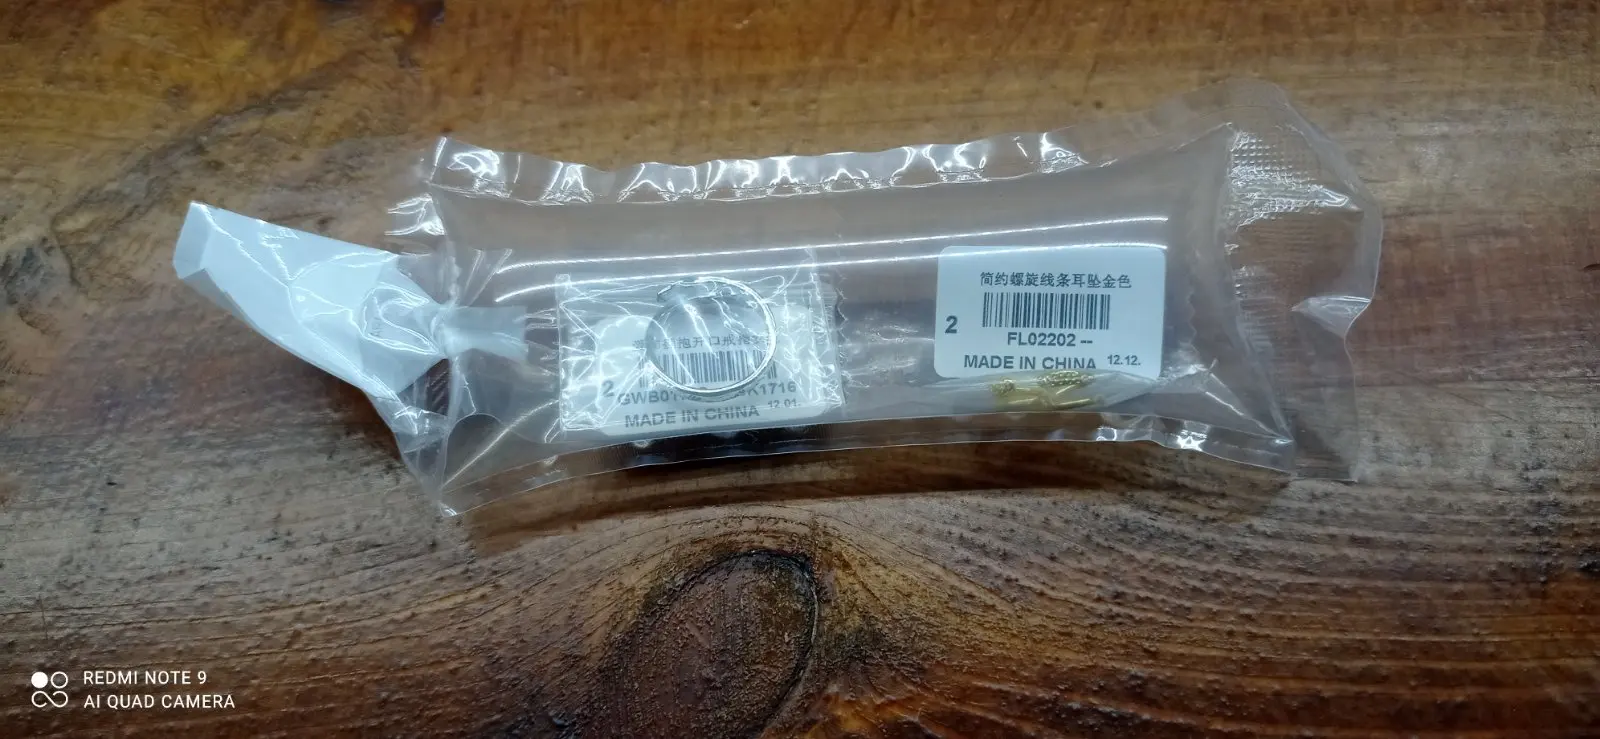 简约螺旋线条耳坠金色
2
FL02202 --
MADE IN CHINA 12.12.
2
MADE IN CHINA 12.01.
REDMI NOTE 9
AI QUAD CAMERA